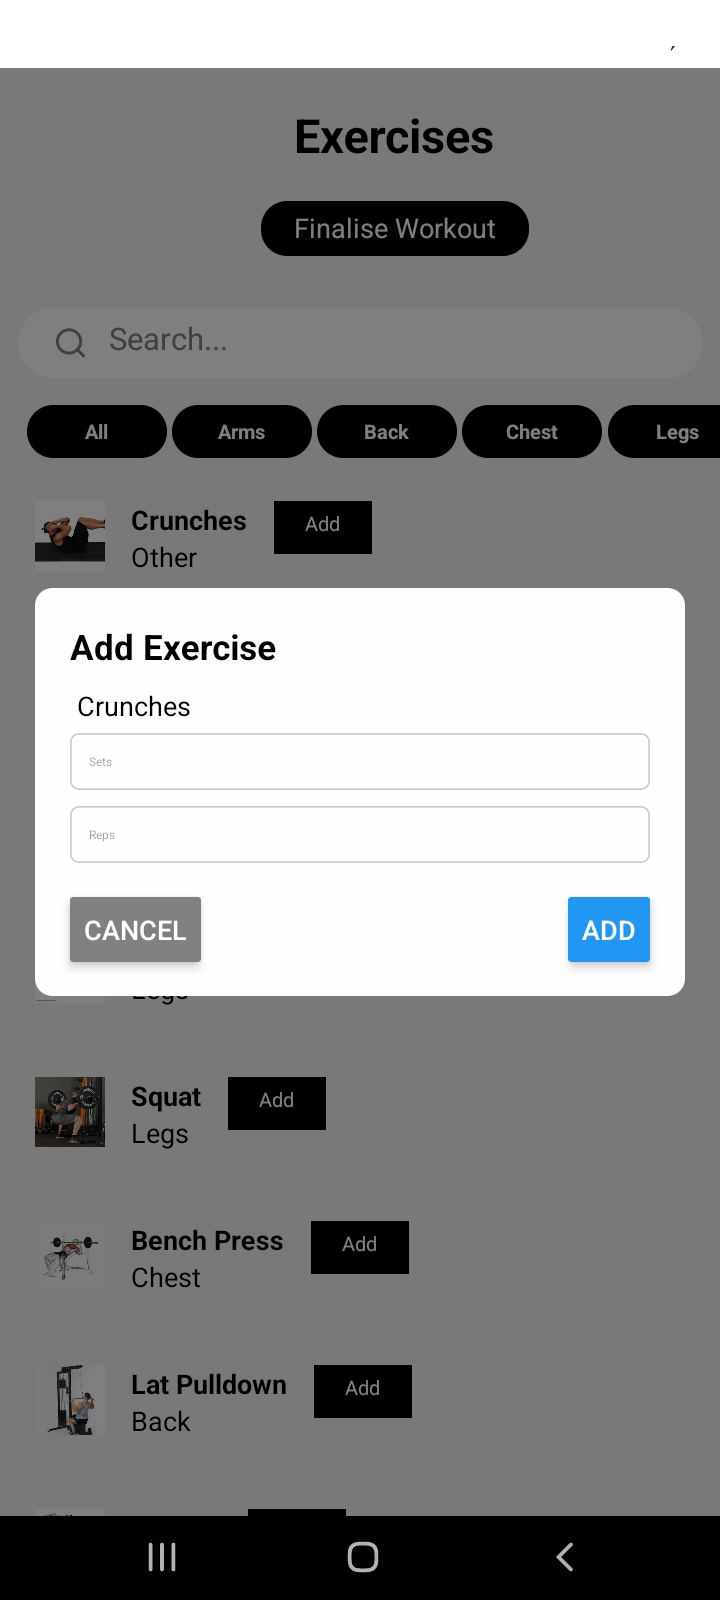 Exercises
Finalise Workout
Search...
All Arms Back Chest Legs
Crunches Add
Other
Add Exercise
Crunches
Sets
Reps
CANCEL ADD
Legs
Squat Add
Legs
Bench Press Add
Chest
Lat Pulldown Add
Back